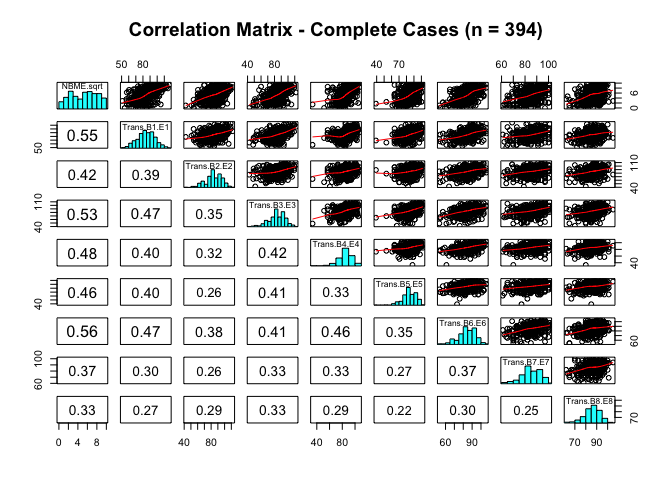 Correlation Matrix - Complete Cases (n = 394)
50 80 40 80 40 70 60 80 100
NBME.sqrt 0 6
50 0.55 Trans.B1.E1
0.42 0.39 Trans.B2.E2 40 110
40 110 0.53 0.47 0.35 Trans.B3.E3
0.48 0.40 0.32 0.42 Trans.B4.E4 40
40 0.46 0.40 0.26 0.41 0.33 Trans.B5.E5
0.56 0.47 0.38 0.41 0.46 0.35 Trans.B6.E6 60
60 100 0.37 0.30 0.26 0.33 0.33 0.27 0.37 Trans.B7.E7
0.33 0.27 0.29 0.33 0.29 0.22 0.30 0.25 Trans.B8.E8 70
0 4 8 40 80 40 80 60 90 70 90